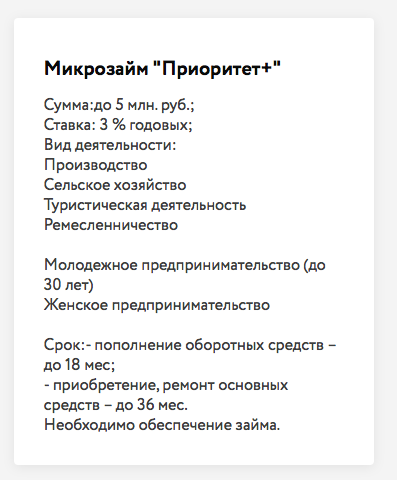 Микрозайм "Приоритет+"
Сумма:до 5 млн. руб.;
Ставка: 3 % годовых;
Вид деятельности:
Производство
Сельское хозяйство
Туристическая деятельность
Ремесленничество
Молодежное предпринимательство (до
30 лет)
Женское предпринимательство
Срок:- пополнение оборотных средств –
до 18 мес;
- приобретение, ремонт основных
средств – до 36 мес.
Необходимо обеспечение займа.